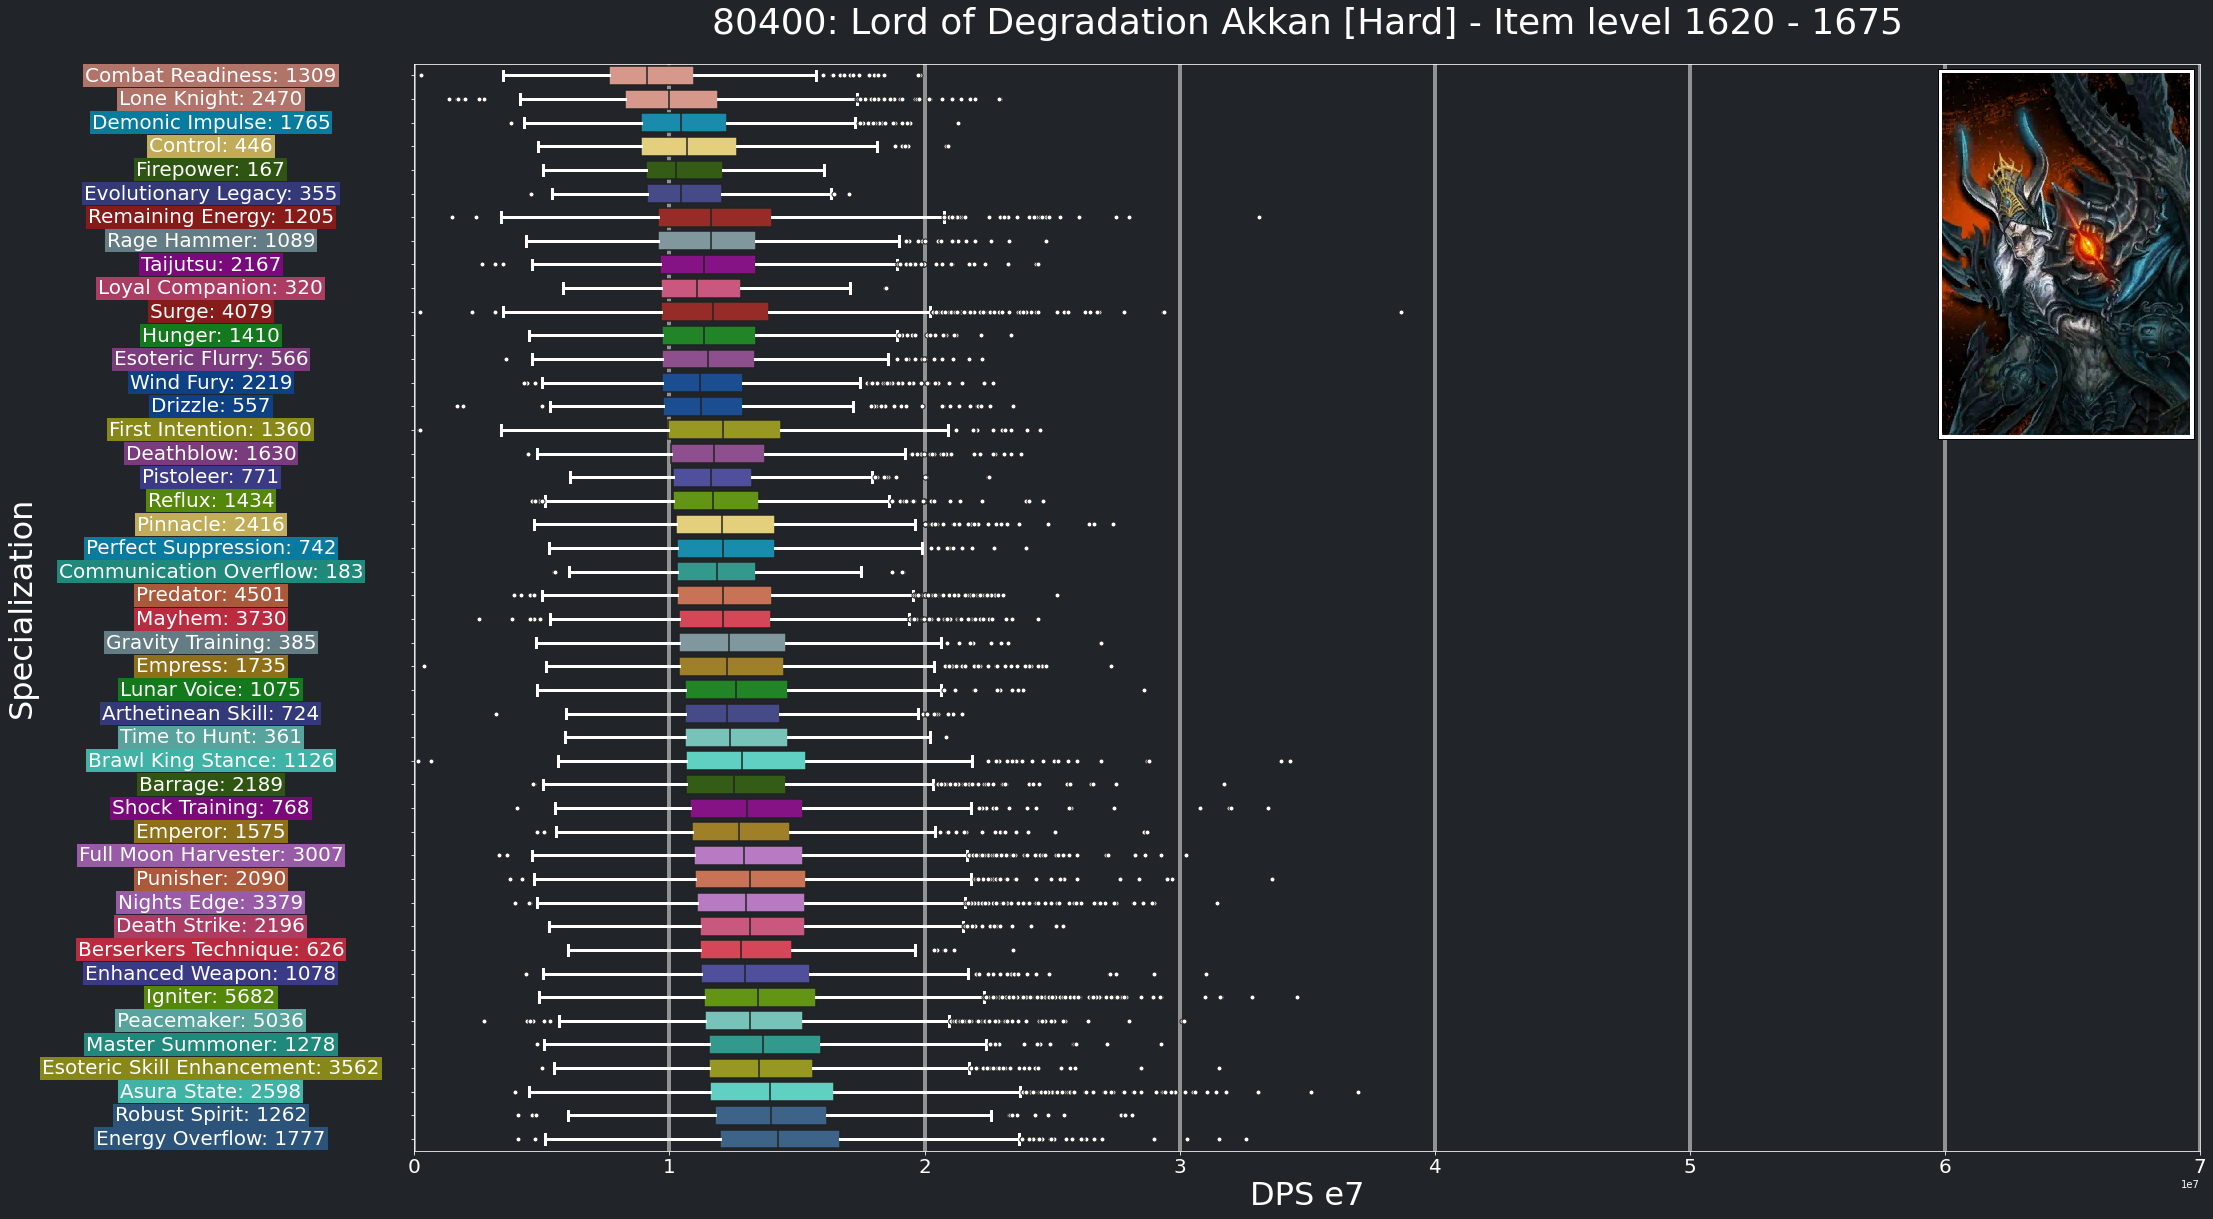 80400: Lord of Degradation Akkan [Hard] - Item level 1620 - 1675
Combat Readiness: 1309
Lone Knight: 2470
Demonic Impulse: 1765
Control: 446
Firepower: 167
Evolutionary Legacy: 355
Remaining Energy: 1205
Rage Hammer: 1089
Taijutsu: 2167
Loyal Companion: 320
Surge: 4079
Hunger: 1410
Esoteric Flurry: 566
Wind Fury: 2219
Drizzle: 557
First Intention: 1360
Deathblow: 1630
Pistoleer: 771
Reflux: 1434
Pinnacle: 2416
Perfect Suppression: 742
Communication Overflow: 183
Predator: 4501
Mayhem: 3730
Gravity Training: 385
Empress: 1735
Lunar Voice: 1075
Arthetinean Skill: 724
Time to Hunt: 361
Brawl King Stance: 1126
Barrage: 2189
Shock Training: 768
Emperor: 1575
Full Moon Harvester: 3007
Punisher: 2090
Nights Edge: 3379
Death Strike: 2196
Berserkers Technique: 626
Enhanced Weapon: 1078
Igniter: 5682
Peacemaker: 5036
Master Summoner: 1278
Esoteric Skill Enhancement: 3562
Asura State: 2598
Robust Spirit: 1262
Energy Overflow: 1777
Specialization
0 1 2 3 4 5 6 7
1e7
DPS e7